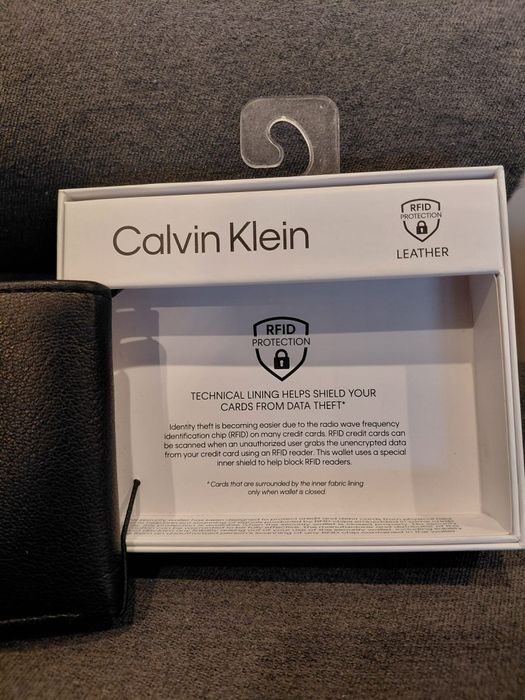 Calvin Klein
RFID
PROTECTION
LEATHER
RFID
PROTECTION
TECHNICAL LINING HELPS SHIELD YOUR
CARDS FROM DATA THEFT*
Identity theft is becoming easier due to the radio wave frequency
identification chip (RFID) on many credit cards. RFID credit cards can
be scanned when an unauthorized user grabs the unencrypted data
from your credit card using an RFID reader. This wallet uses a special
inner shield to help block RFID readers.
* Cards that are surrounded by the inner fabric lining
only when wallet is closed.